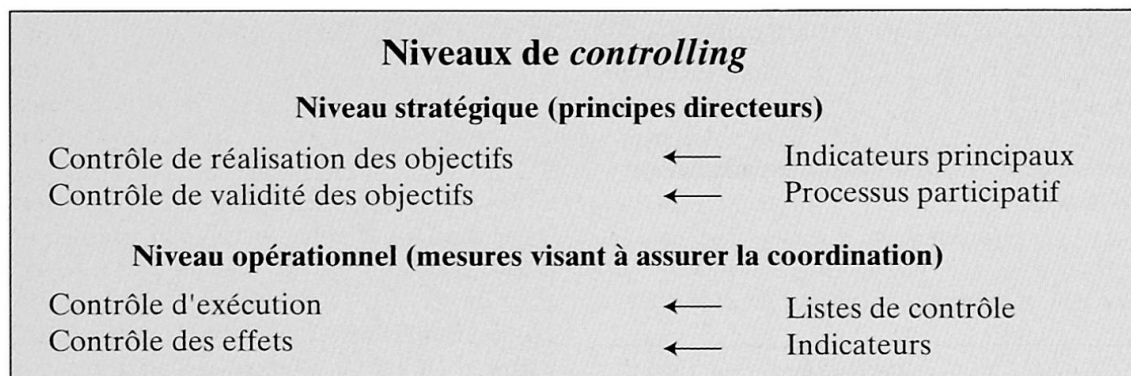 Niveaux de controlling
Niveau stratégique (principes directeurs)
Contrôle de réalisation des objectifs ← Indicateurs principaux
Contrôle de validité des objectifs ← Processus participatif
Niveau opérationnel (mesures visant à assurer la coordination)
Contrôle d'exécution ← Listes de contrôle
Contrôle des effets ← Indicateurs